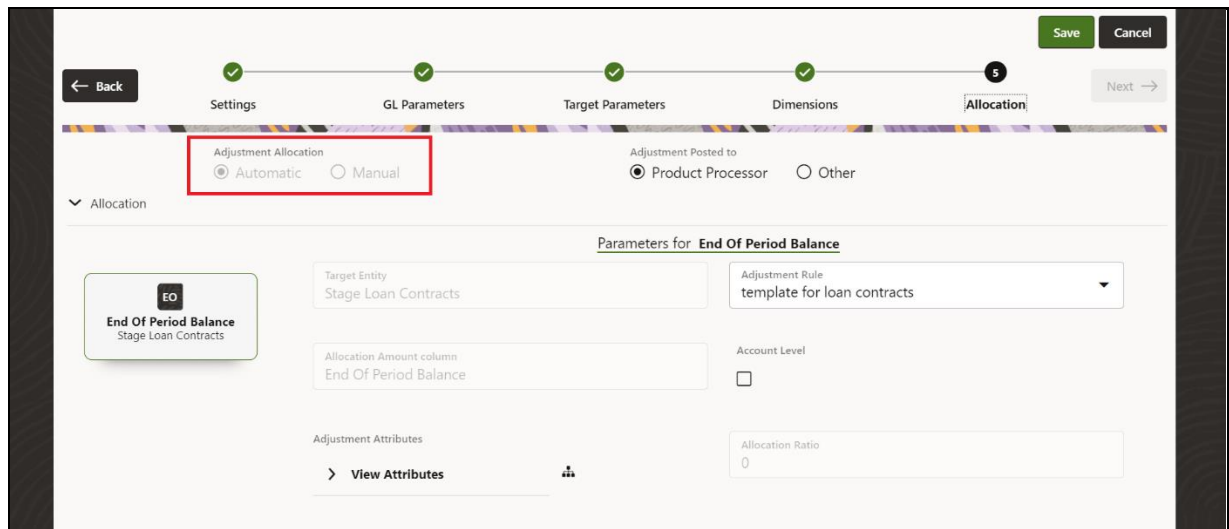 Save Cancel
Back
5
Next
Settings GL Parameters Target Parameters Dimensions Allocation
Adjustment Allocation Adjustment Posted to
Automatic Manual Product Processor Other
Allocation
Parameters for End Of Period Balance
EO
End Of Period Balance
Stage Loan Contracts
Target Entity
Stage Loan Contracts
Adjustment Rule
template for loan contracts
Allocation Amount column
End Of Period Balance
Account Level
Adjustment Attributes
View Attributes
Allocation Ratio
0